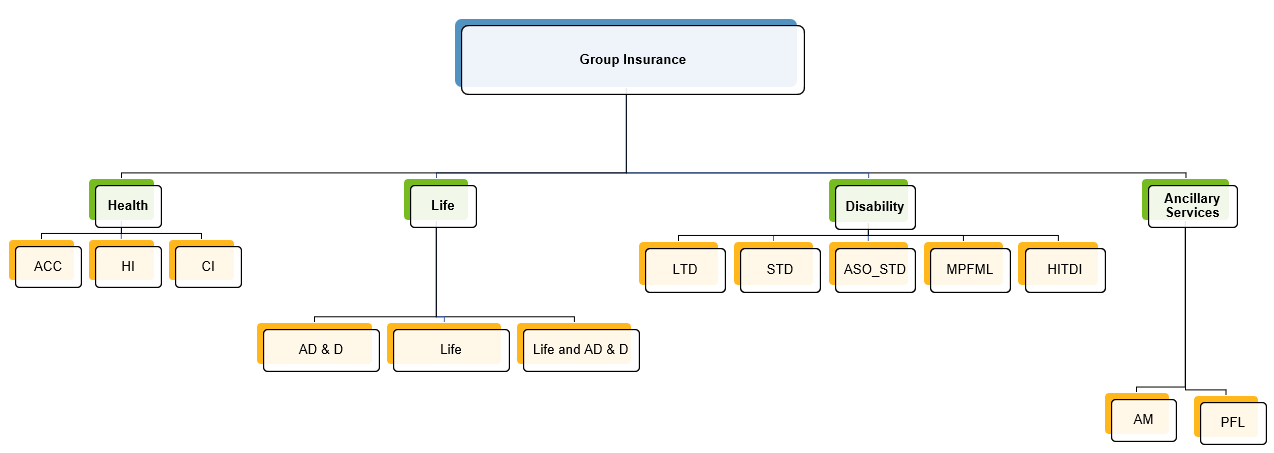 Group Insurance
Health
Life
Disability
Ancillary
Services
ACC
HI
CI
LTD
STD
ASO_STD
MPFML
HITDI
AD & D
Life
Life and AD & D
AM
PFL